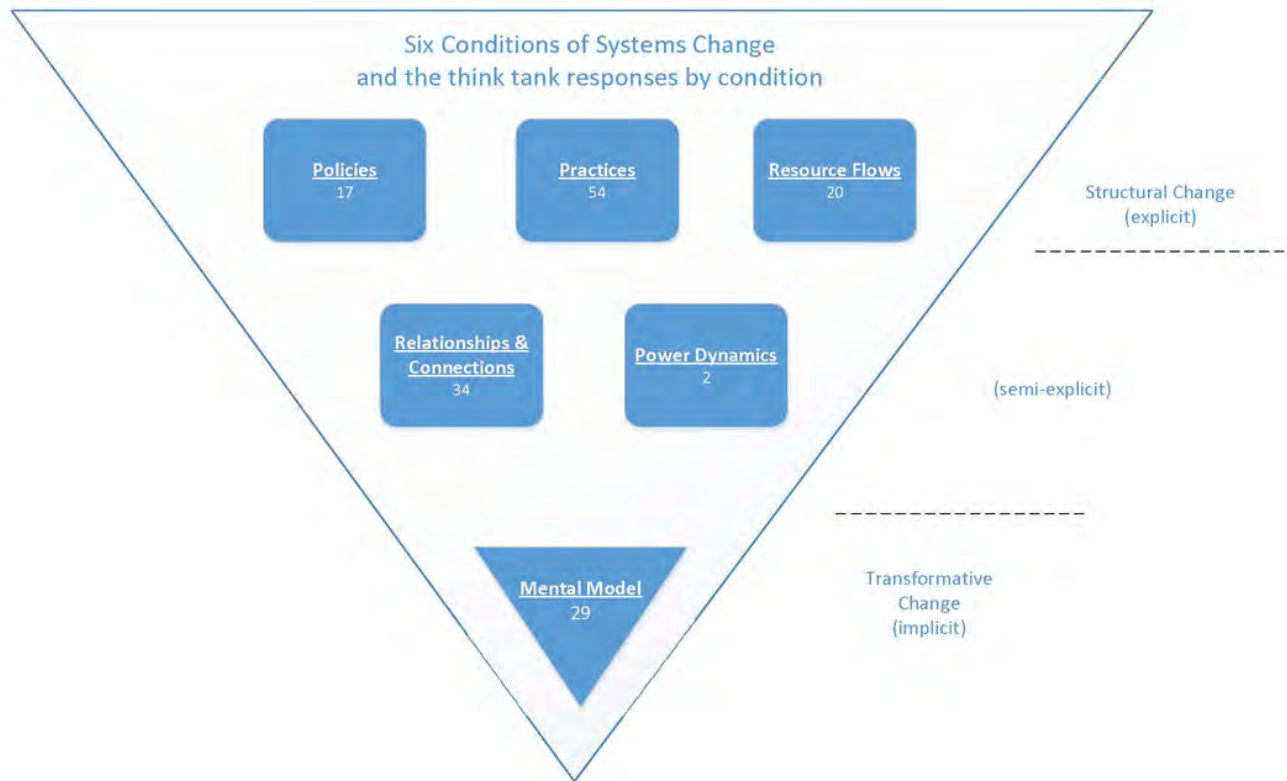 Six Conditions of Systems Change
and the think tank responses by condition
Policies
17
Practices
54
Resource Flows
20
Structural Change
(explicit)
Relationships &
Connections
34
Power Dynamics
2
(semi-explicit)
Mental Model
29
Transformative
Change
(implicit)